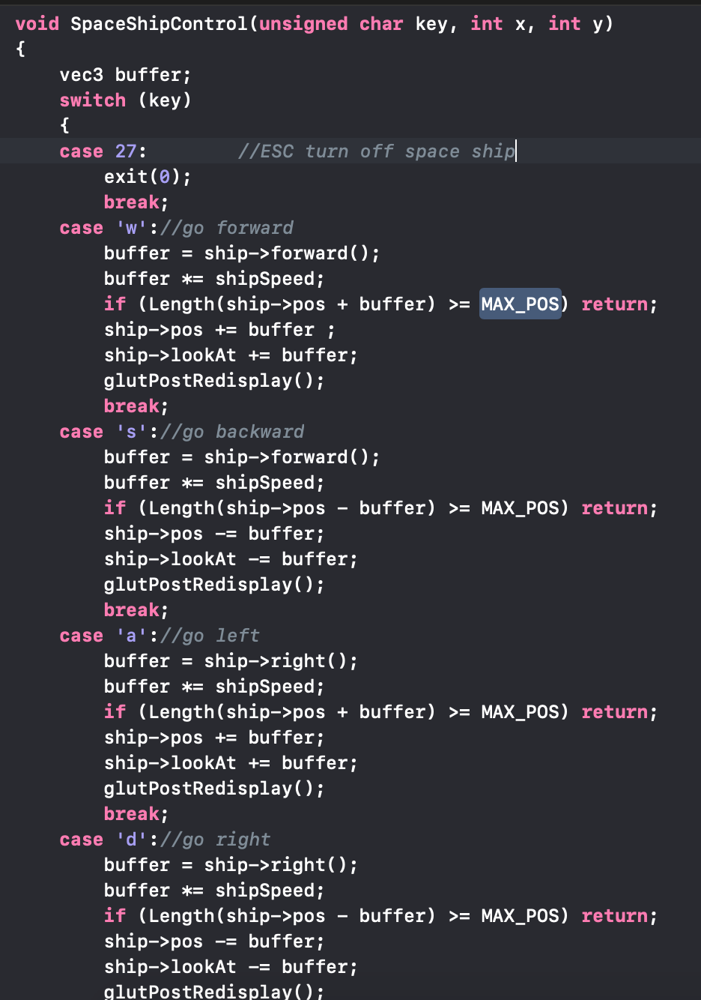 void SpaceShipControl(unsigned char key, int x, int y)
{
    vec3 buffer;
    switch (key)
    {
    case 27:        //ESC turn off space ship
        exit(0);
        break;
    case 'w'://go forward
        buffer = ship->forward();
        buffer *= shipSpeed;
        if (Length(ship->pos + buffer) >= MAX_POS) return;
        ship->pos += buffer ;
        ship->lookAt += buffer;
        glutPostRedisplay();
        break;
    case 's'://go backward
        buffer = ship->forward();
        buffer *= shipSpeed;
        if (Length(ship->pos - buffer) >= MAX_POS) return;
        ship->pos -= buffer;
        ship->lookAt -= buffer;
        glutPostRedisplay();
        break;
    case 'a'://go left
        buffer = ship->right();
        buffer *= shipSpeed;
        if (Length(ship->pos + buffer) >= MAX_POS) return;
        ship->pos += buffer;
        ship->lookAt += buffer;
        glutPostRedisplay();
        break;
    case 'd'://go right
        buffer = ship->right();
        buffer *= shipSpeed;
        if (Length(ship->pos - buffer) >= MAX_POS) return;
        ship->pos -= buffer;
        ship->lookAt -= buffer;
        glutPostRedisplay();